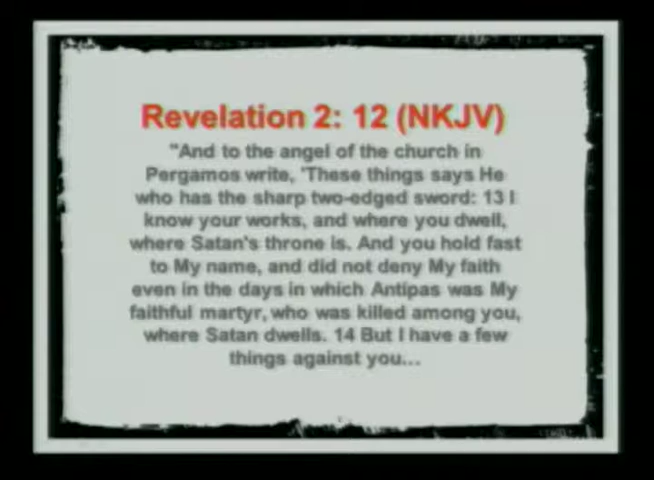 Revelation 2: 12 (NKJV)
"And to the angel of the church in
Pergamos write, 'These things says He
who has the sharp two-edged sword: 13 I
know your works, and where you dwell,
where Satan's throne is. And you hold fast
to My name, and did not deny My faith
even in the days in which Antipas was My
faithful martyr, who was killed among you,
where Satan dwells. 14 But I have a few
things against you...